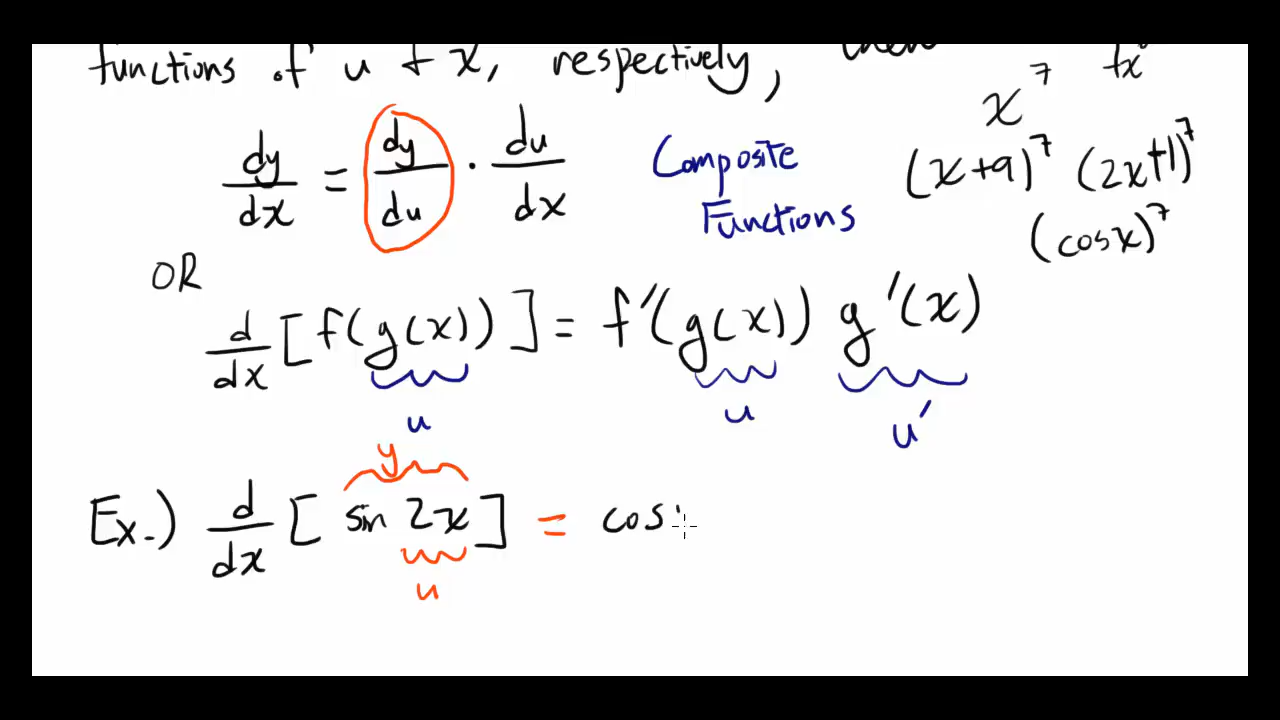 functions of u + x, respectively, then
x^7
dy/dx = dy/du · du/dx
Composite
Functions
(x+9)^7 (2x+1)^7
(cosx)^7
OR
d/dx [f(g(x))] = f'(g(x)) g'(x)
u u u'
y
Ex.) d/dx [sin 2x] = cos
u